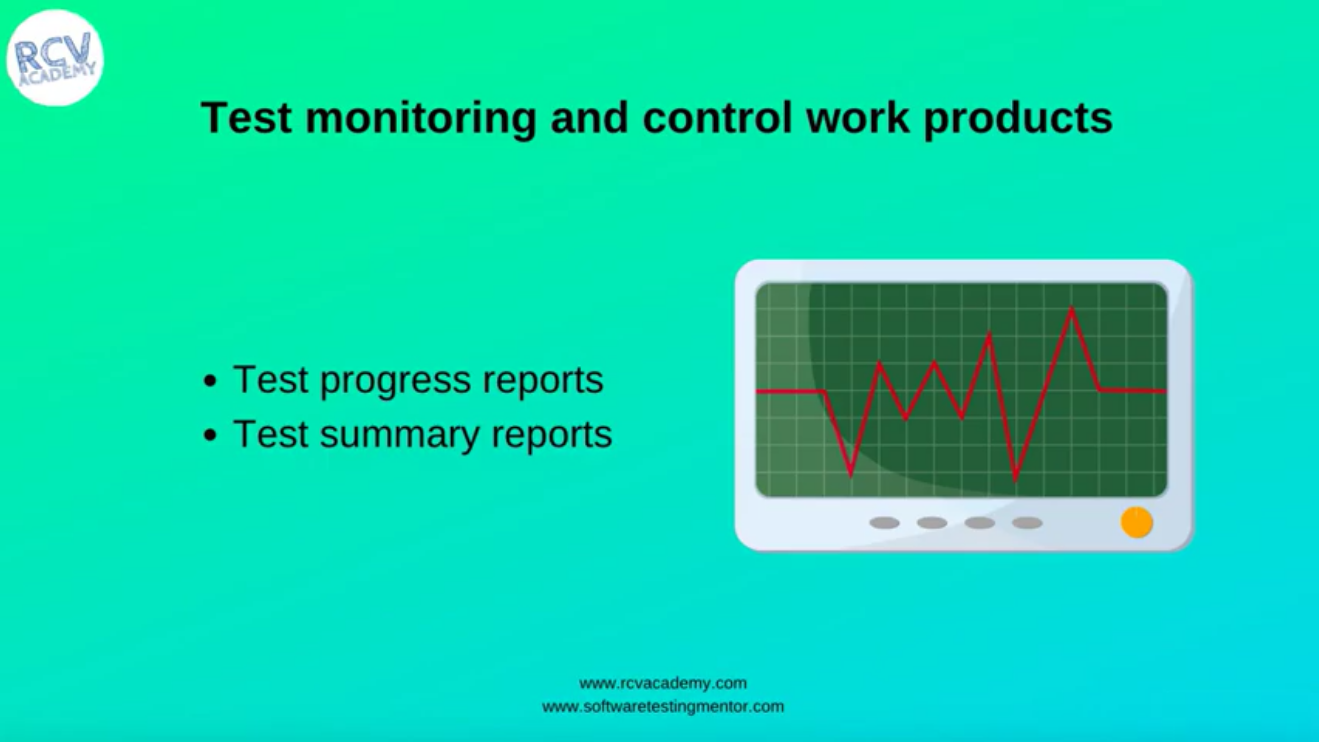 RCV
ACADEMY
Test monitoring and control work products
• Test progress reports
• Test summary reports
www.rcvacademy.com
www.softwaretestingmentor.com